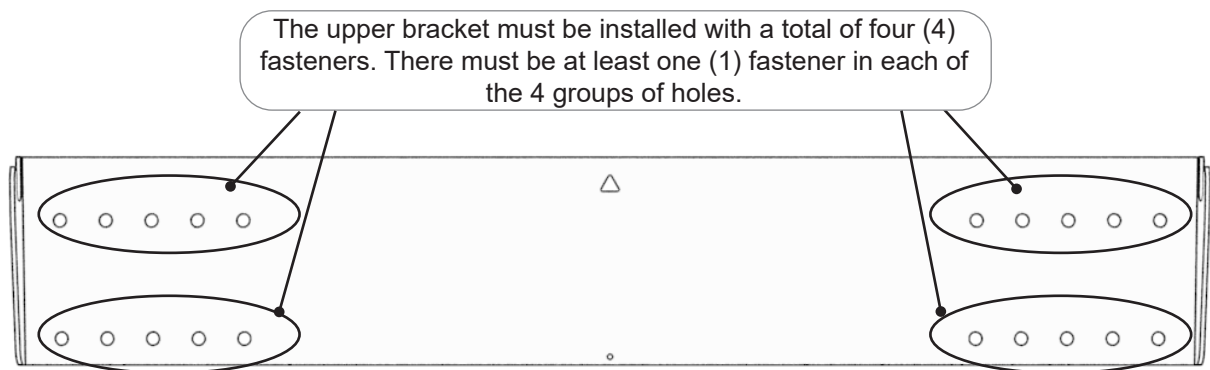 The upper bracket must be installed with a total of four (4)
fasteners. There must be at least one (1) fastener in each of
the 4 groups of holes.